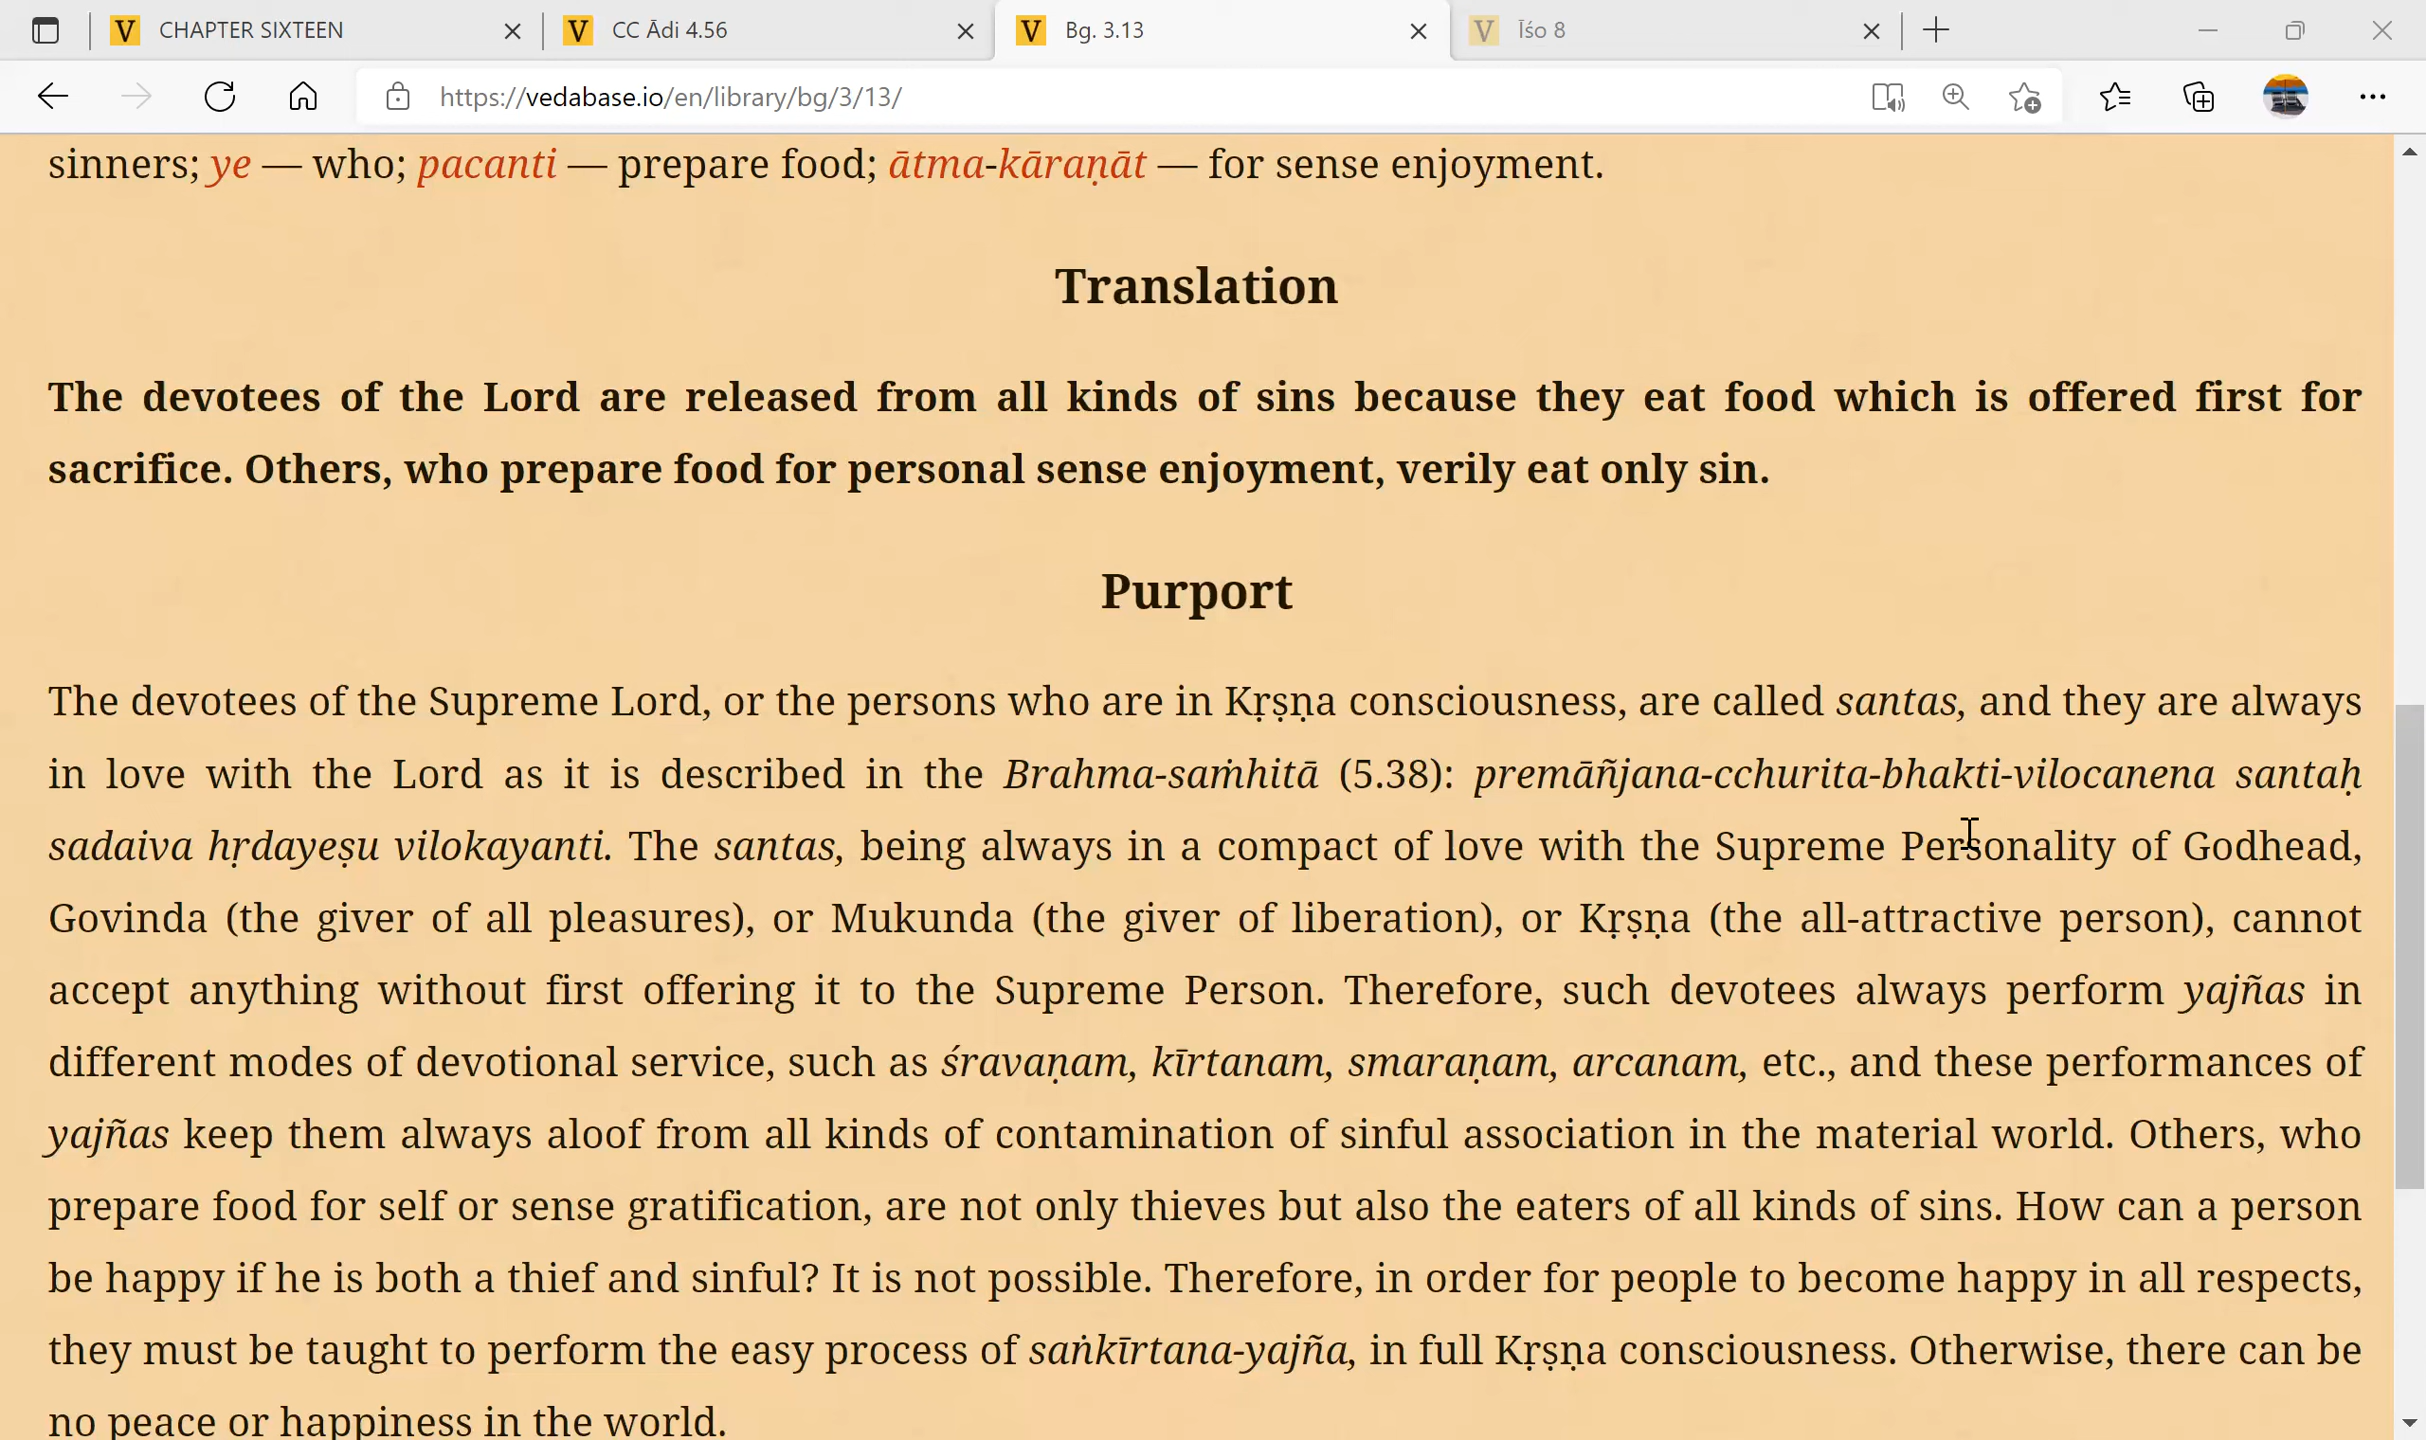 CHAPTER SIXTEEN
CC Ādi 4.56
Bg. 3.13
Īśo 8
https://vedabase.io/en/library/bg/3/13/
sinners; ye — who; pacanti — prepare food; ātma-kāraṇāt — for sense enjoyment.
Translation
The devotees of the Lord are released from all kinds of sins because they eat food which is offered first for
sacrifice. Others, who prepare food for personal sense enjoyment, verily eat only sin.
Purport
The devotees of the Supreme Lord, or the persons who are in Kṛṣṇa consciousness, are called santas, and they are always
in love with the Lord as it is described in the Brahma-saṁhitā (5.38): premāñjana-cchurita-bhakti-vilocanena santaḥ
sadaiva hṛdayeṣu vilokayanti. The santas, being always in a compact of love with the Supreme Personality of Godhead,
Govinda (the giver of all pleasures), or Mukunda (the giver of liberation), or Kṛṣṇa (the all-attractive person), cannot
accept anything without first offering it to the Supreme Person. Therefore, such devotees always perform yajñas in
different modes of devotional service, such as śravaṇam, kīrtanam, smaraṇam, arcanam, etc., and these performances of
yajñas keep them always aloof from all kinds of contamination of sinful association in the material world. Others, who
prepare food for self or sense gratification, are not only thieves but also the eaters of all kinds of sins. How can a person
be happy if he is both a thief and sinful? It is not possible. Therefore, in order for people to become happy in all respects,
they must be taught to perform the easy process of saṅkīrtana-yajña, in full Kṛṣṇa consciousness. Otherwise, there can be
no peace or happiness in the world.